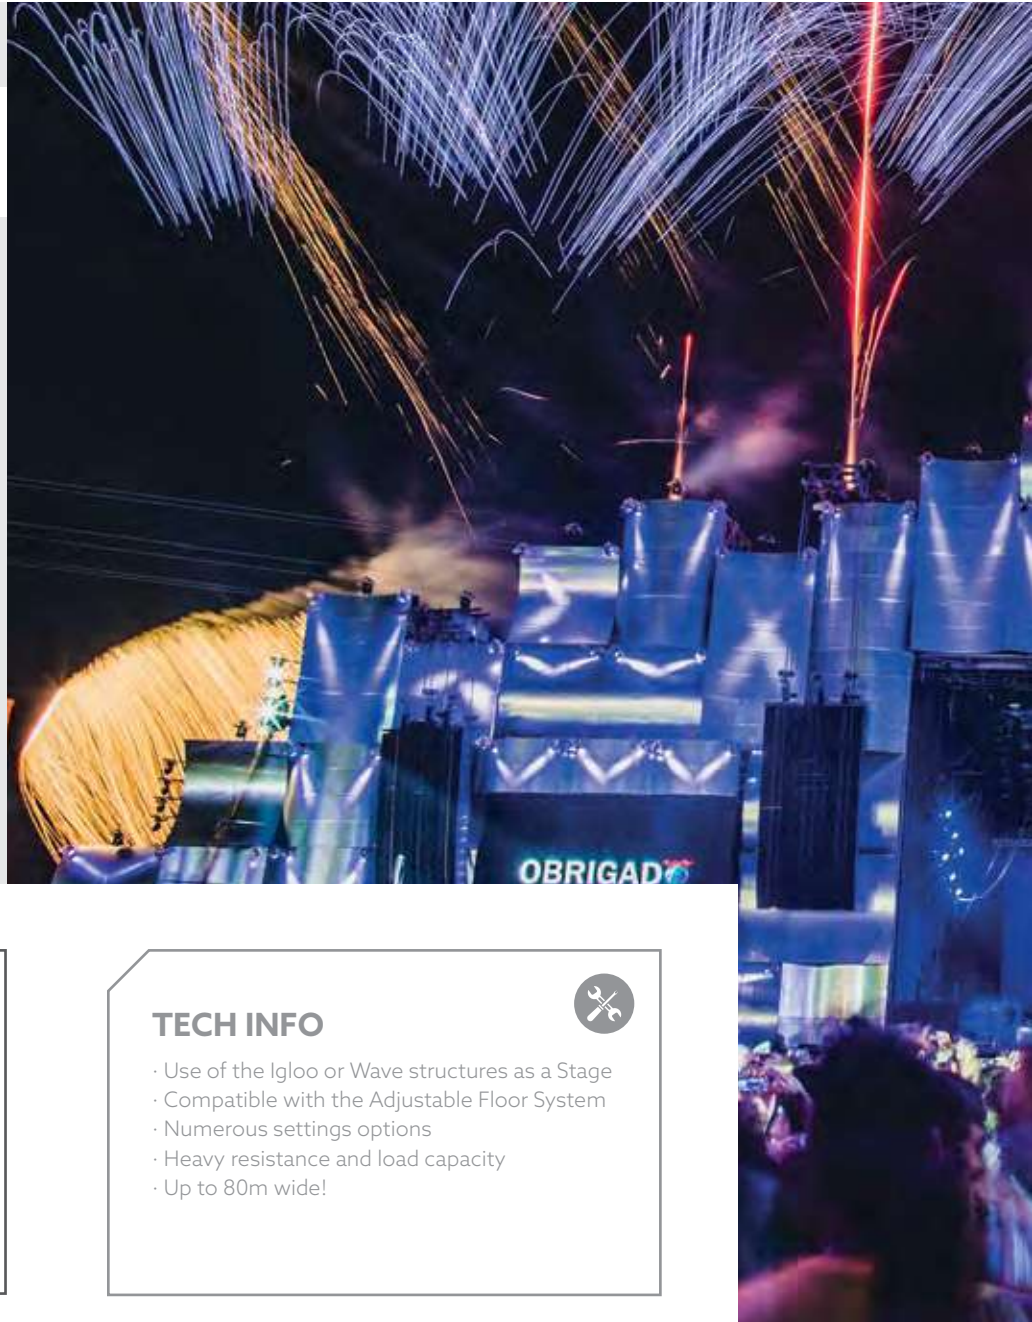 OBRIGADO
TECH INFO
· Use of the Igloo or Wave structures as a Stage
· Compatible with the Adjustable Floor System
· Numerous settings options
· Heavy resistance and load capacity
· Up to 80m wide!